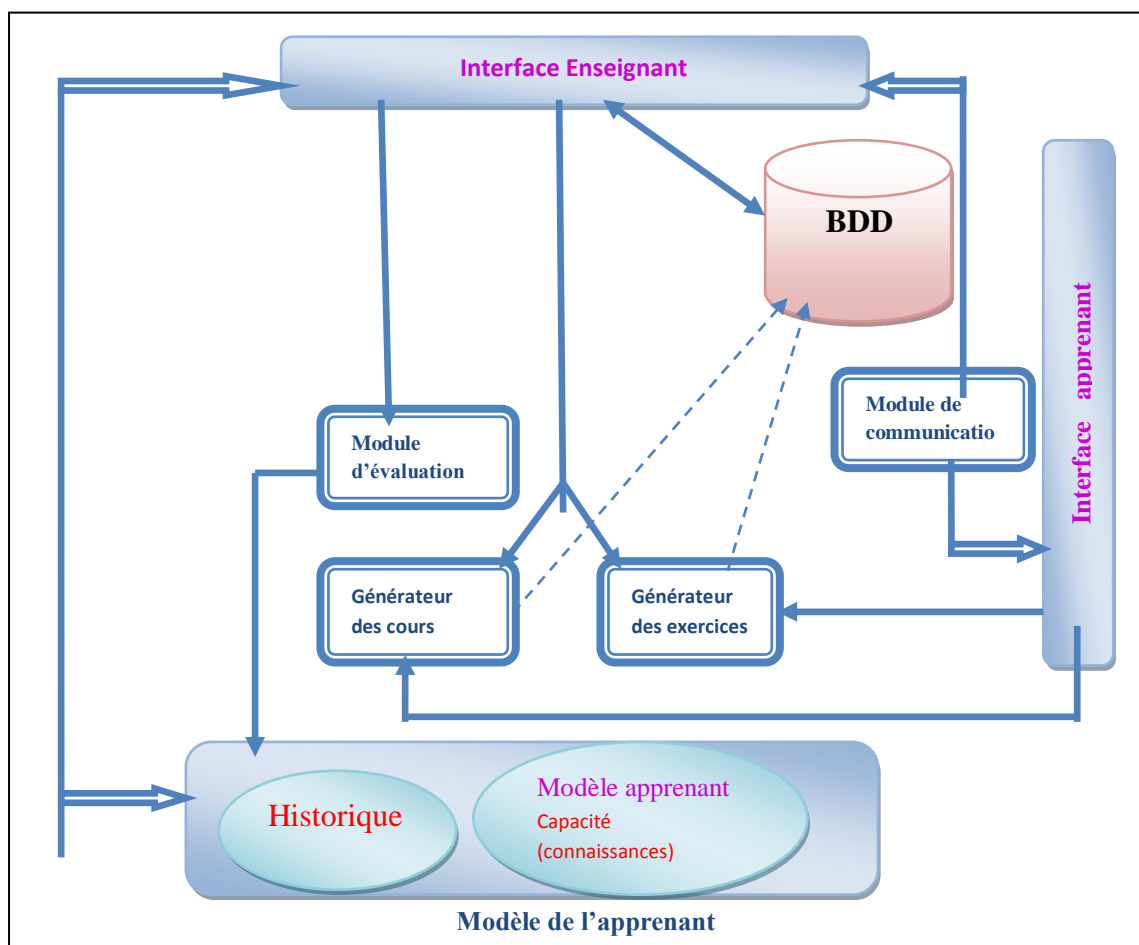 Interface Enseignant
BDD
Interface apprenant
Module de
communicatio
Module
d’évaluation
Générateur
des cours
Générateur
des exercices
Historique
Modèle apprenant
Capacité
(connaissances)
Modèle de l’apprenant